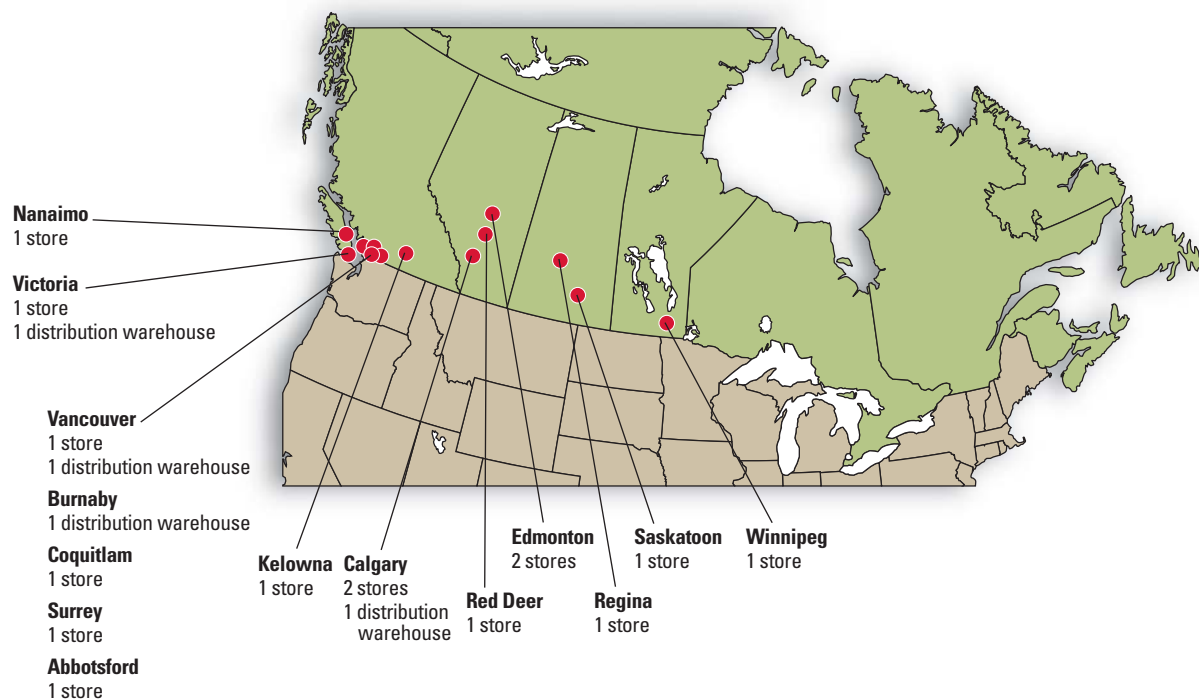 Nanaimo
1 store
Victoria
1 store
1 distribution warehouse
Vancouver
1 store
1 distribution warehouse
Burnaby
1 distribution warehouse
Coquitlam
1 store
Surrey
1 store
Abbotsford
1 store
Kelowna
1 store
Calgary
2 stores
1 distribution
warehouse
Red Deer
1 store
Edmonton
2 stores
Regina
1 store
Saskatoon
1 store
Winnipeg
1 store